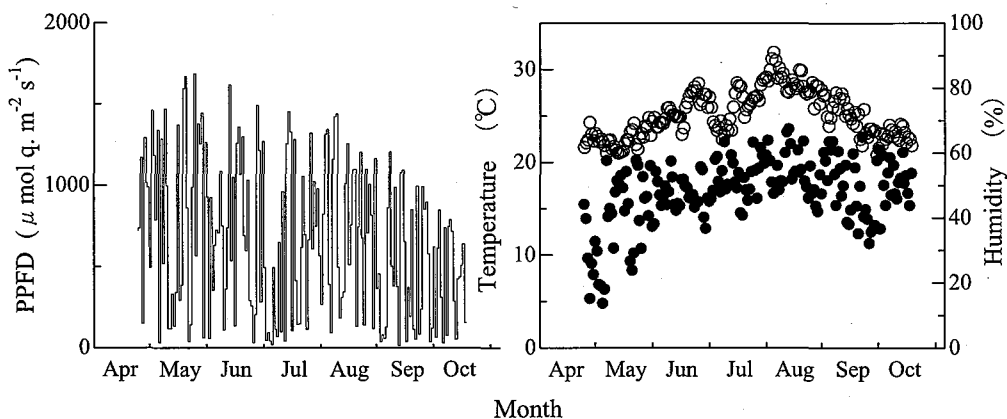 2000
1000
0
PPFD (μ mol q. m-2 s-1)
Apr May Jun Jul Aug Sep Oct
30
20
10
0
Temperature (℃)
100
80
60
40
20
0
Humidity (%)
Apr May Jun Jul Aug Sep Oct
Month